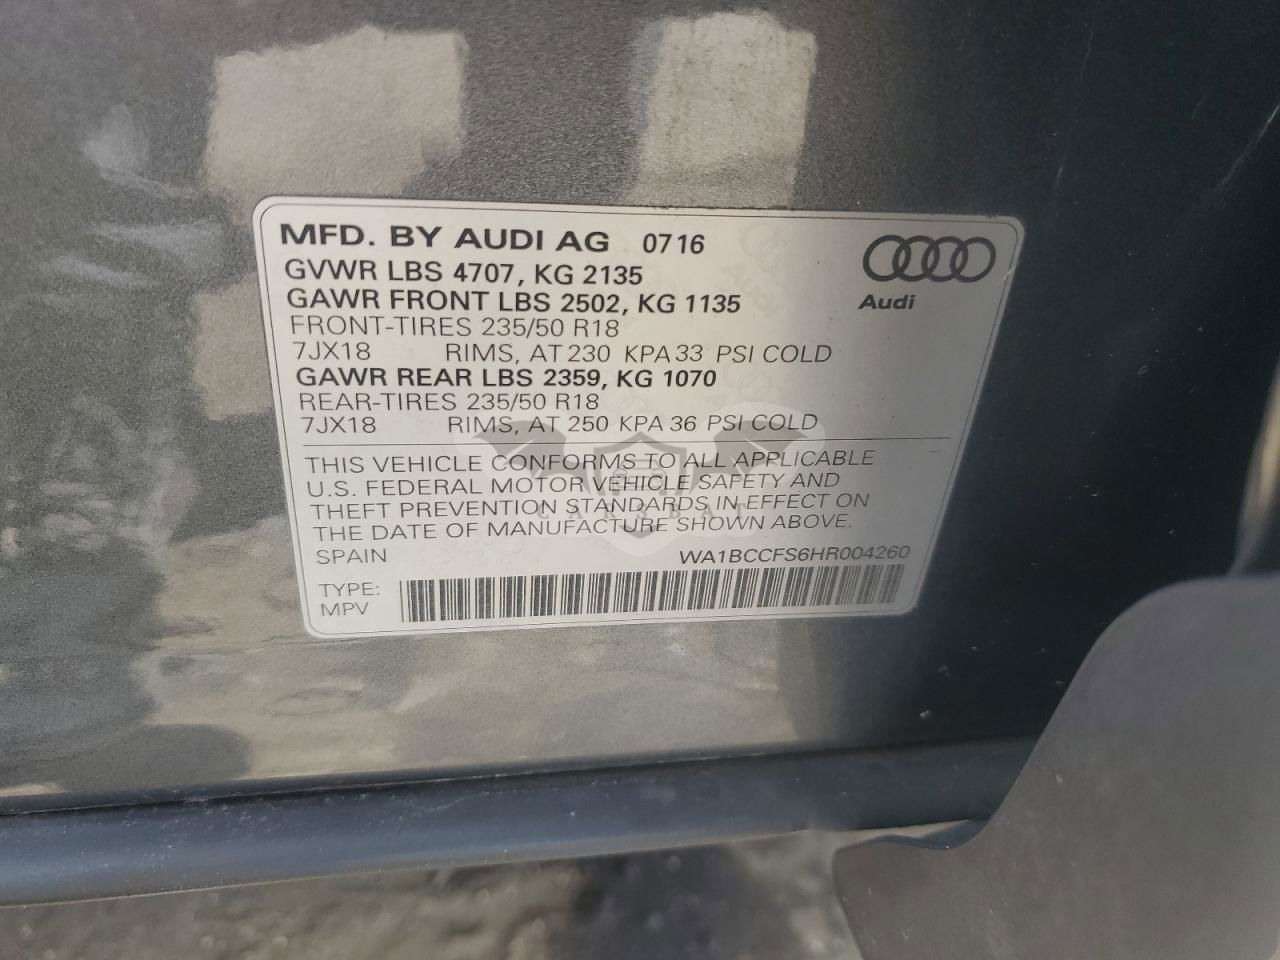 MFD. BY AUDI AG 0716
Audi
GVWR LBS 4707, KG 2135
GAWR FRONT LBS 2502, KG 1135
FRONT-TIRES 235/50 R18
7JX18 RIMS, AT 230 KPA 33 PSI COLD
GAWR REAR LBS 2359, KG 1070
REAR-TIRES 235/50 R18
7JX18 RIMS, AT 250 KPA 36 PSI COLD
THIS VEHICLE CONFORMS TO ALL APPLICABLE
U.S. FEDERAL MOTOR VEHICLE SAFETY AND
THEFT PREVENTION STANDARDS IN EFFECT ON
THE DATE OF MANUFACTURE SHOWN ABOVE.
CARSBAT
SPAIN WA1BCCFS6HR004260
TYPE:
MPV